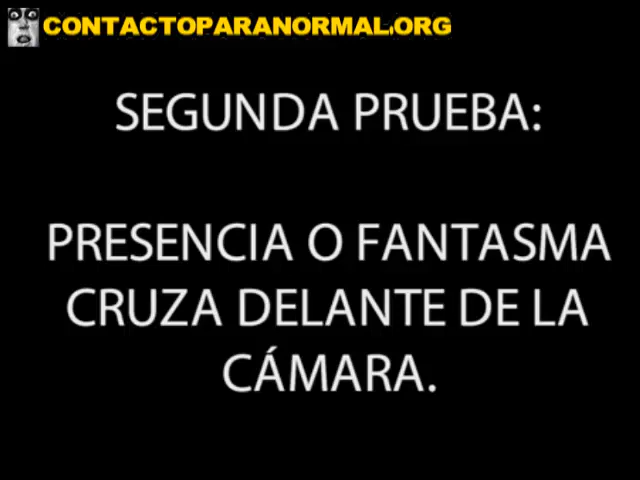 CONTACTOPARANORMAL.ORG
SEGUNDA PRUEBA:
PRESENCIA O FANTASMA
CRUZA DELANTE DE LA
CÁMARA.